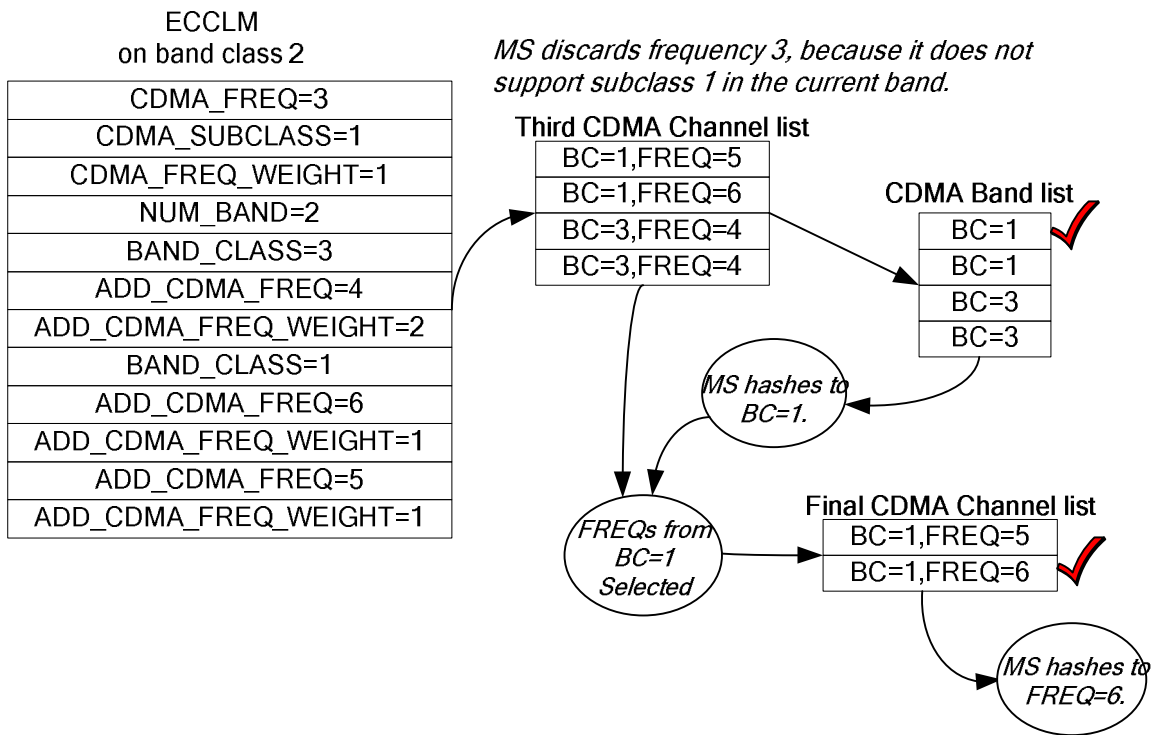 ECCLM
on band class 2
CDMA_FREQ=3
CDMA_SUBCLASS=1
CDMA_FREQ_WEIGHT=1
NUM_BAND=2
BAND_CLASS=3
ADD_CDMA_FREQ=4
ADD_CDMA_FREQ_WEIGHT=2
BAND_CLASS=1
ADD_CDMA_FREQ=6
ADD_CDMA_FREQ_WEIGHT=1
ADD_CDMA_FREQ=5
ADD_CDMA_FREQ_WEIGHT=1
MS discards frequency 3, because it does not
support subclass 1 in the current band.
Third CDMA Channel list
BC=1,FREQ=5
BC=1,FREQ=6
BC=3,FREQ=4
BC=3,FREQ=4
CDMA Band list
BC=1
BC=1
BC=3
BC=3
MS hashes to
BC=1.
FREQs from
BC=1
Selected
Final CDMA Channel list
BC=1,FREQ=5
BC=1,FREQ=6
MS hashes to
FREQ=6.